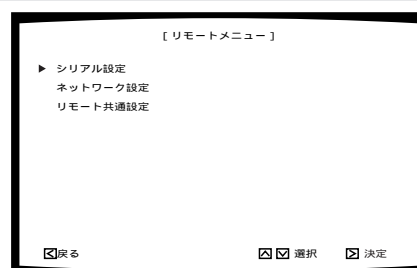 [ リモートメニュー ]
▶ シリアル設定
ネットワーク設定
リモート共通設定
戻る 選択 決定